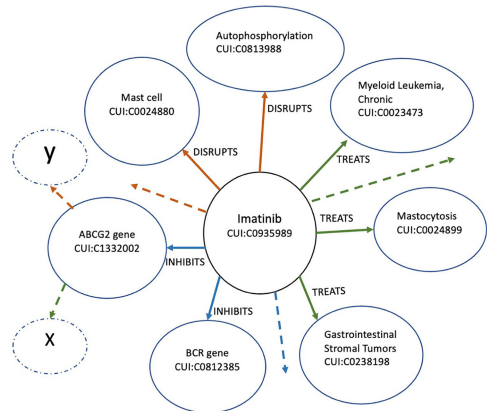 Autophosphorylation
CUI:C0813988
Mast cell
CUI:C0024880
Myeloid Leukemia,
Chronic
CUI:C0023473
DISRUPTS
DISRUPTS
TREATS
y
Imatinib
CUI:C0935989
TREATS
Mastocytosis
CUI:C0024899
ABCG2 gene
CUI:C1332002
INHIBITS
TREATS
INHIBITS
x
BCR gene
CUI:C0812385
Gastrointestinal
Stromal Tumors
CUI:C0238198